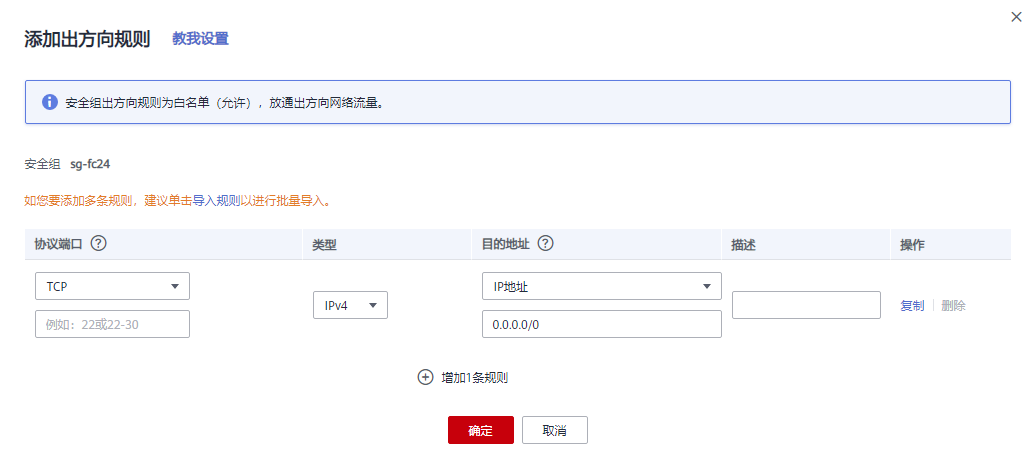 添加出方向规则 教我设置
安全组出方向规则为白名单（允许），放通出方向网络流量。
安全组 sg-fc24
如您要添加多条规则，建议单击导入规则以进行批量导入。
协议端口 ? 类型 目的地址 ? 描述 操作
TCP IP地址
IPv4 复制 删除
例如：22或22-30 0.0.0.0/0
增加1条规则
确定 取消